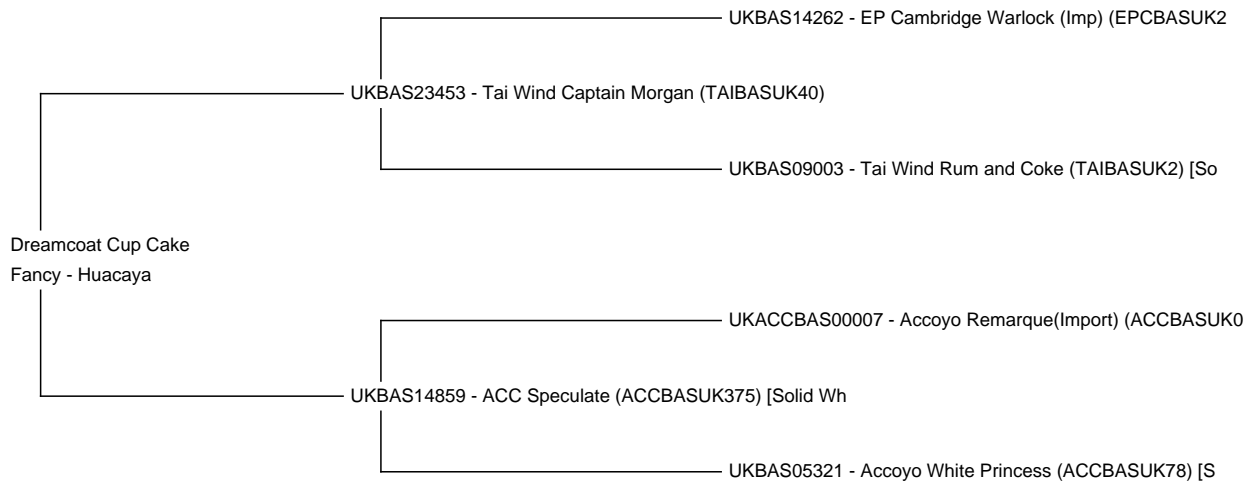 UKBAS14262 - EP Cambridge Warlock (Imp) (EPCBASUK2
UKBAS23453 - Tai Wind Captain Morgan (TAIBASUK40)
UKBAS09003 - Tai Wind Rum and Coke (TAIBASUK2) [So
Dreamcoat Cup Cake
Fancy - Huacaya
UKACCBAS00007 - Accoyo Remarque(Import) (ACCBASUK0
UKBAS14859 - ACC Speculate (ACCBASUK375) [Solid Wh
UKBAS05321 - Accoyo White Princess (ACCBASUK78) [S